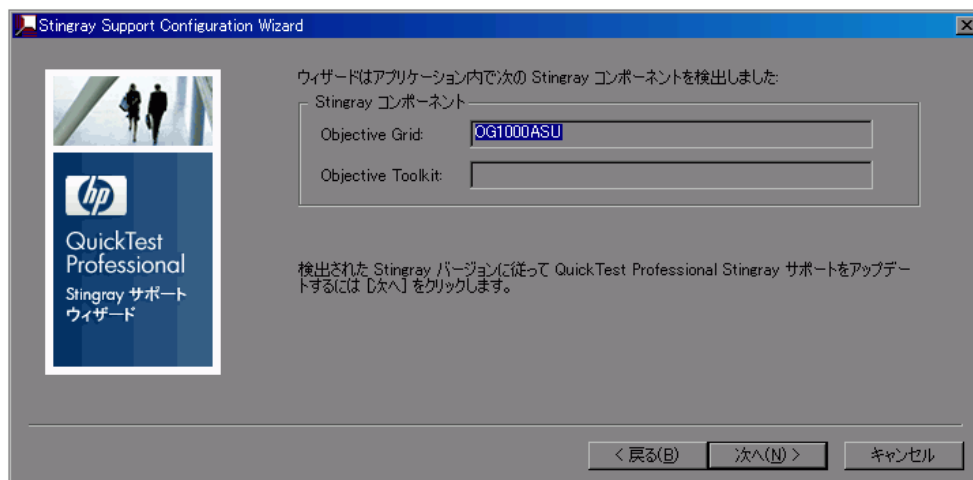 Stingray Support Configuration Wizard
ウィザードはアプリケーション内で次の Stingray コンポーネントを検出しました:
Stingray コンポーネント
Objective Grid:
OG1000ASU
Objective Toolkit:
hp
QuickTest
Professional
Stingray サポート
ウィザード
検出された Stingray バージョンに従って QuickTest Professional Stingray サポートをアップデー
トするには [次へ] をクリックします。
< 戻る(B)
次へ(N) >
キャンセル